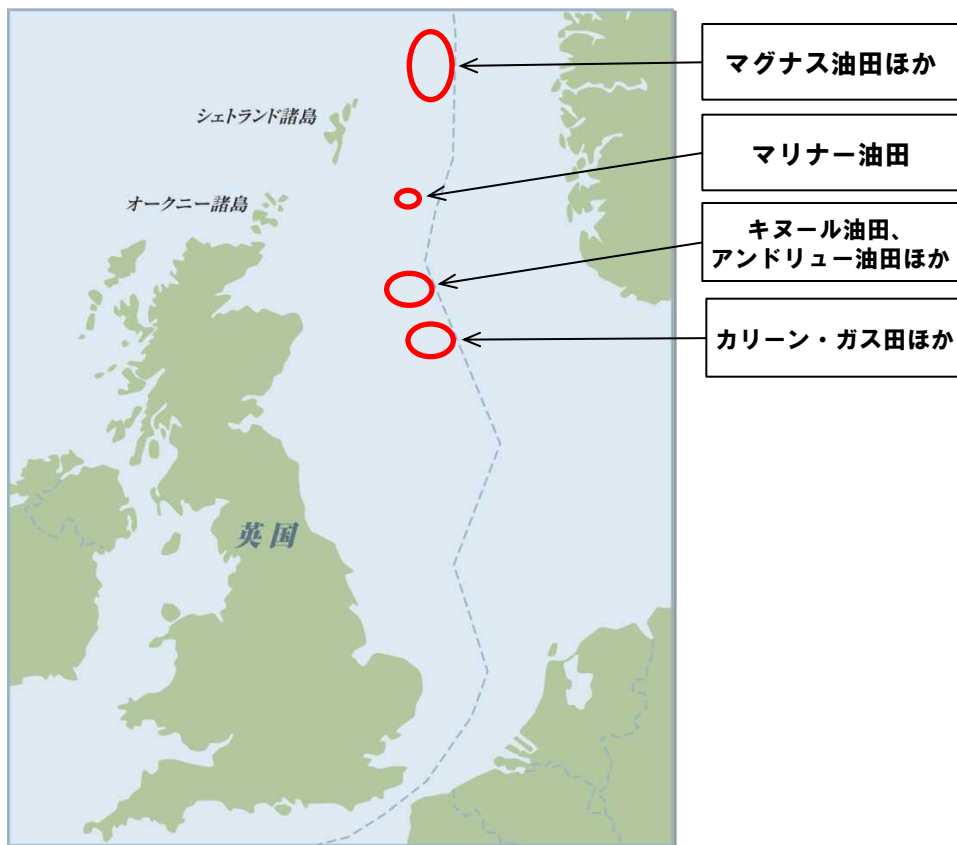 マグナス油田ほか
シェトランド諸島
マリナー油田
オークニー諸島
キヌール油田、
アンドリュー油田ほか
カリーン・ガス田ほか
英国